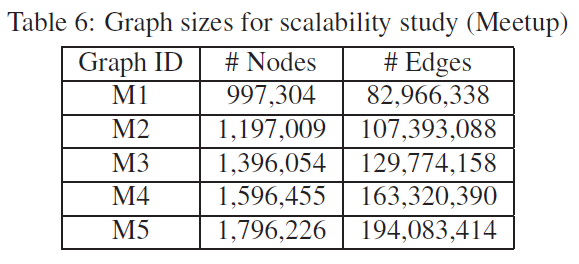 Table 6: Graph sizes for scalability study (Meetup)
Graph ID # Nodes # Edges
M1 997,304 82,966,338
M2 1,197,009 107,393,088
M3 1,396,054 129,774,158
M4 1,596,455 163,320,390
M5 1,796,226 194,083,414